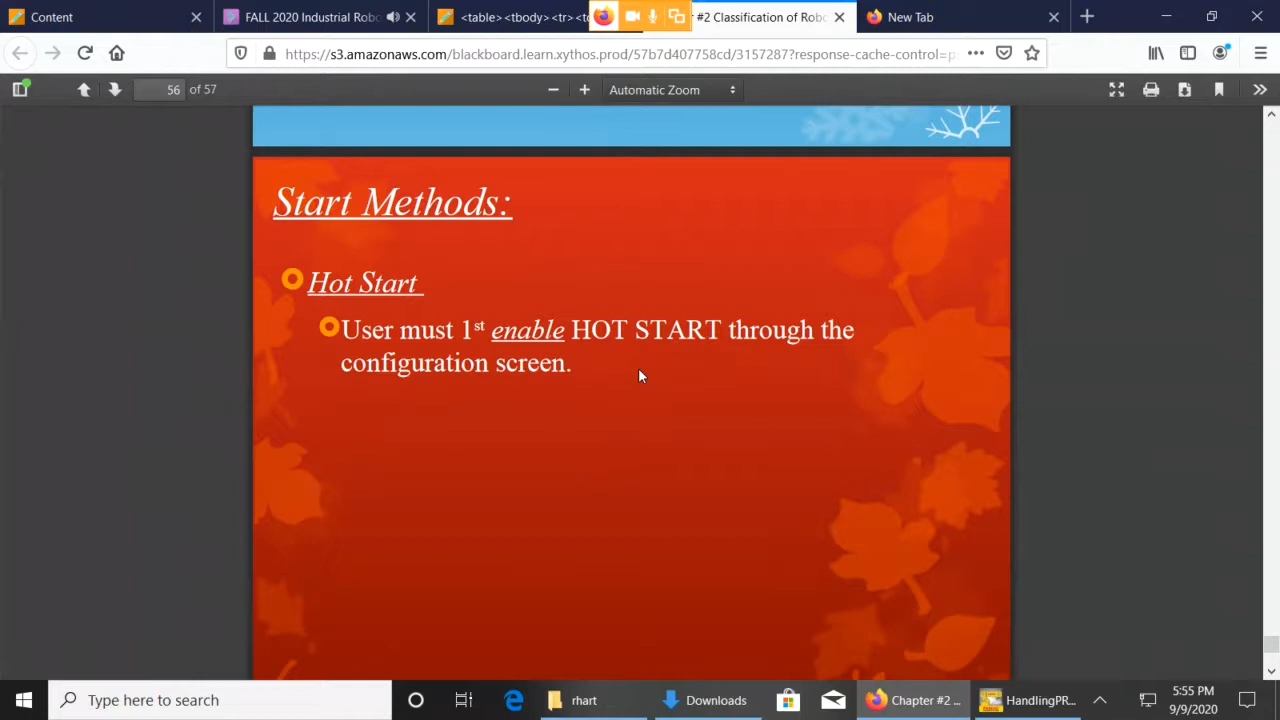 Content
FALL 2020 Industrial Robo
<table><tbody><tr><t
#2 Classification of Robo
New Tab
https://s3.amazonaws.com/blackboard.learn.xythos.prod/57b7d407758cd/3157287?response-cache-control=p
56 of 57
Automatic Zoom
Start Methods:
Hot Start
User must 1st enable HOT START through the
configuration screen.
Type here to search
rhart
Downloads
Chapter #2 ...
HandlingPR...
5:55 PM
9/9/2020